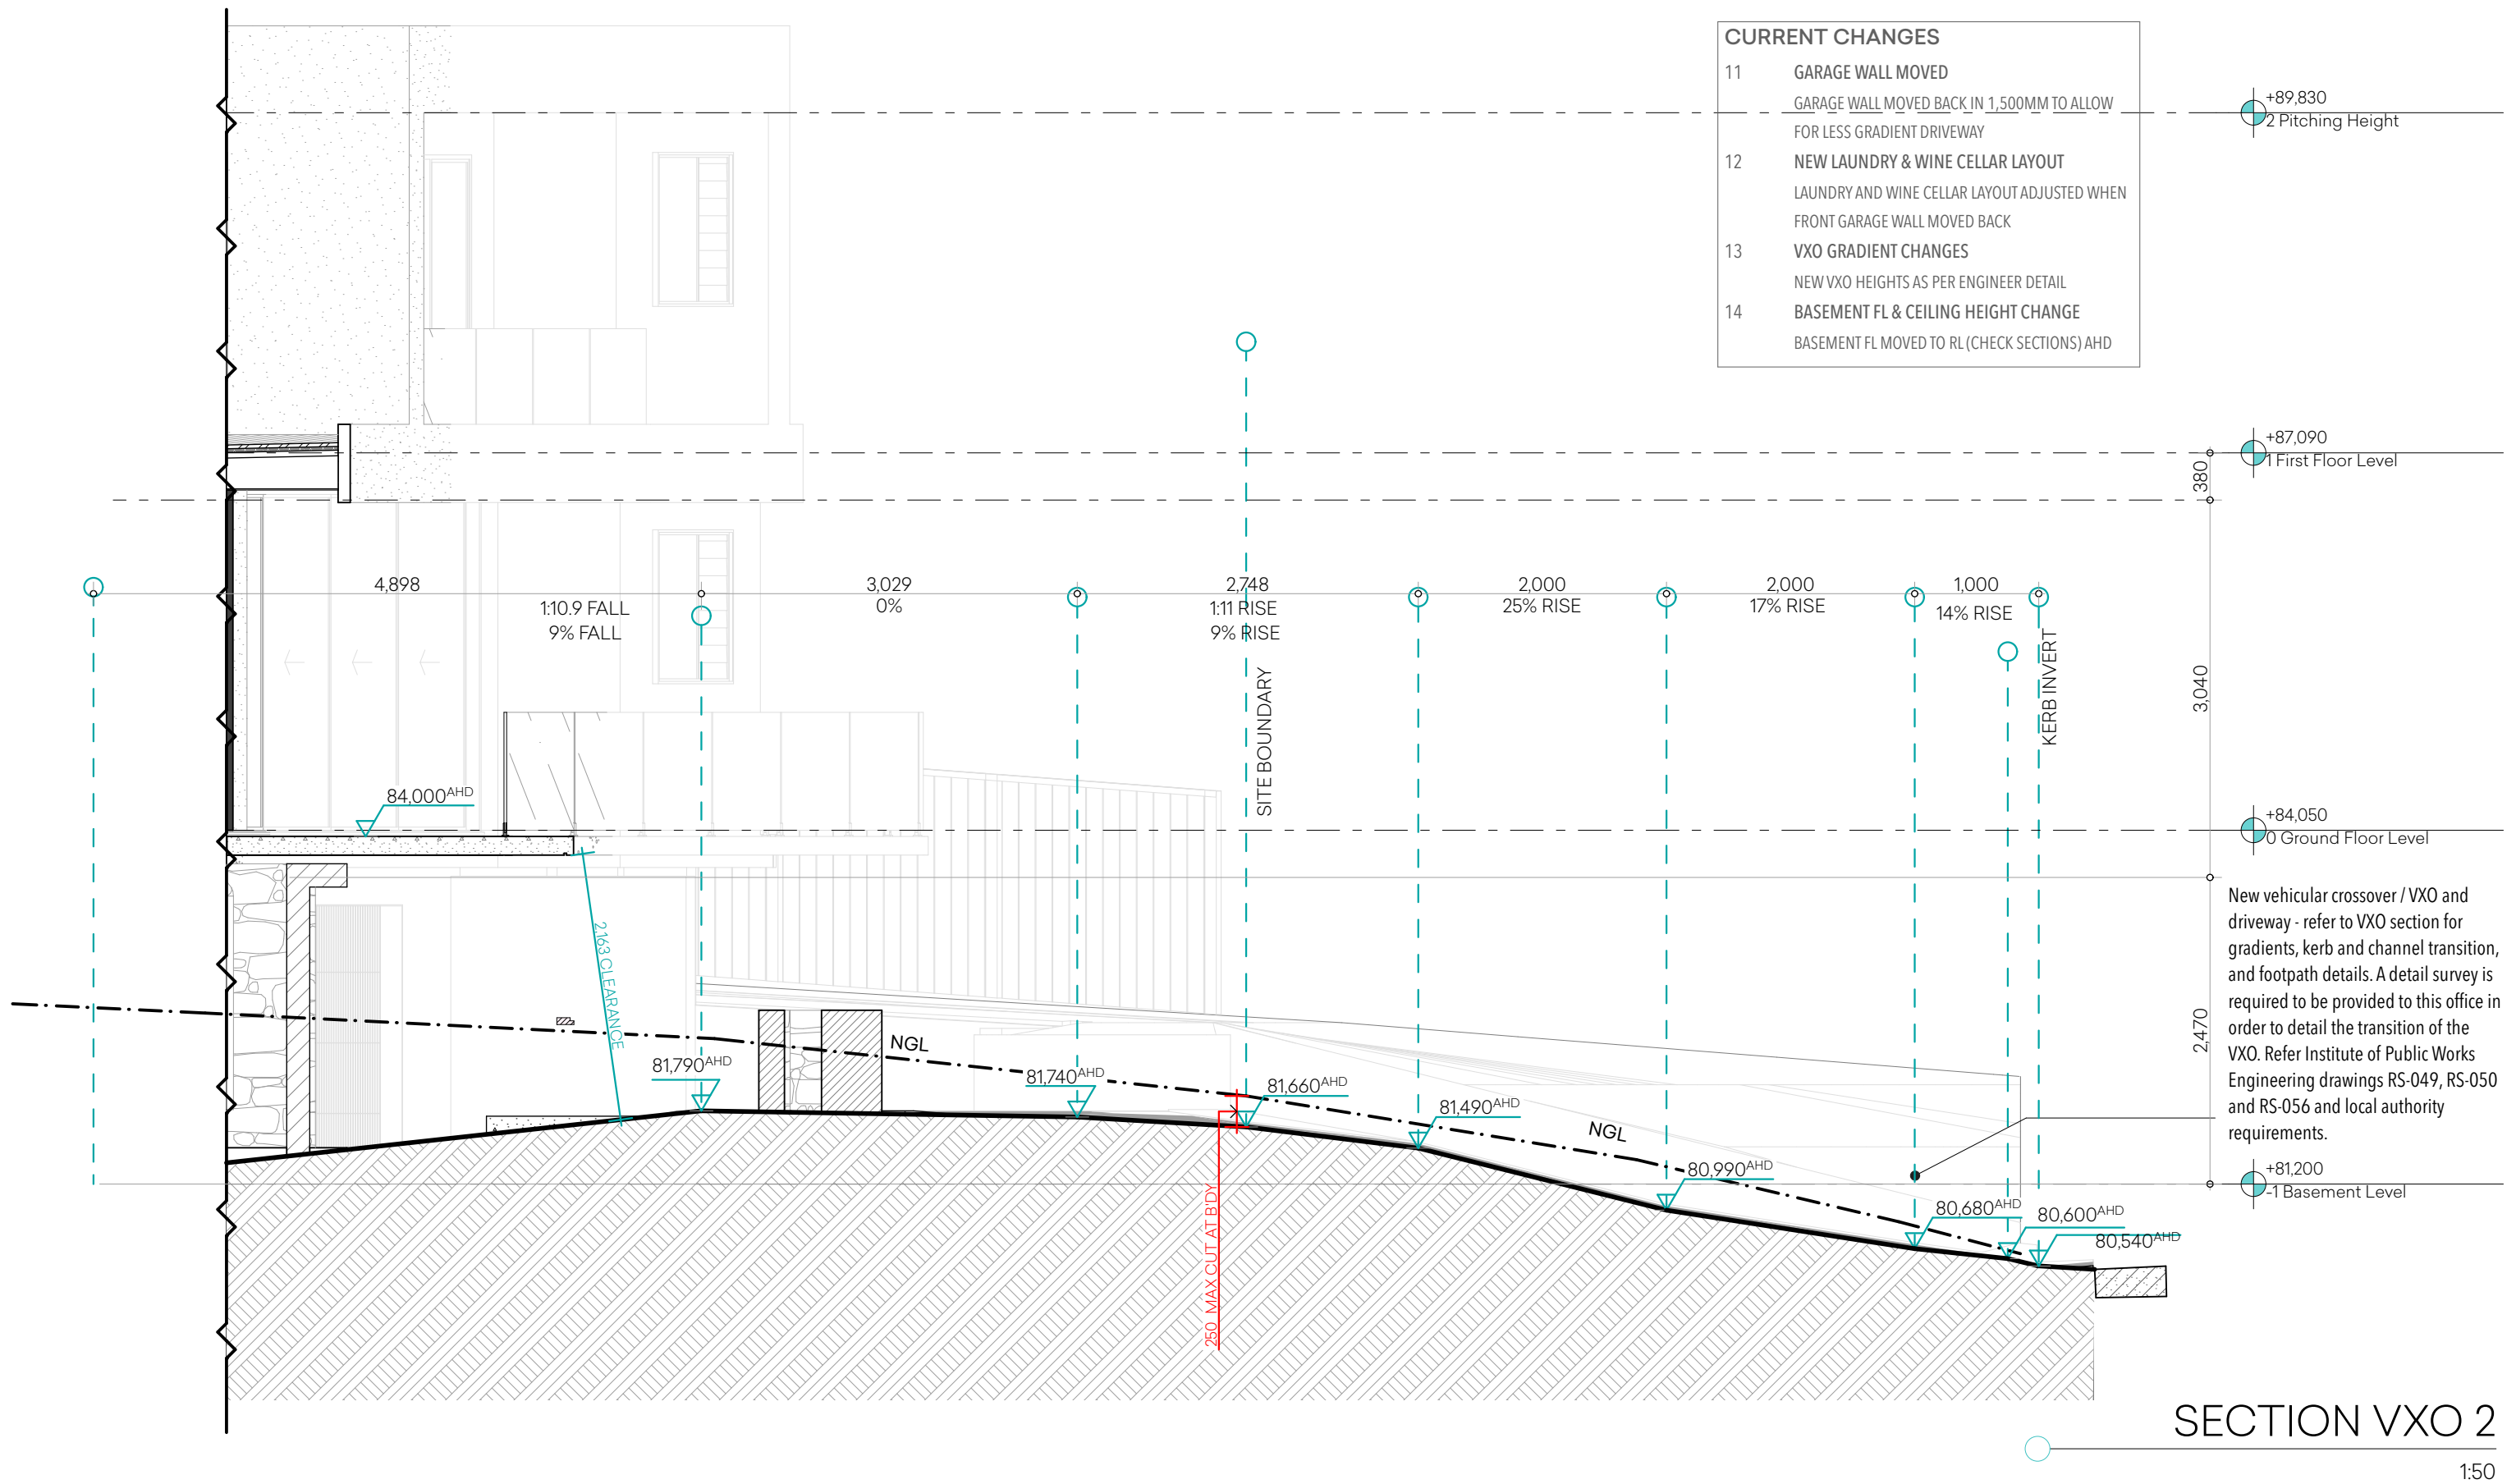 CURRENT CHANGES
11 GARAGE WALL MOVED
GARAGE WALL MOVED BACK IN 1,500MM TO ALLOW
FOR LESS GRADIENT DRIVEWAY
12 NEW LAUNDRY & WINE CELLAR LAYOUT
LAUNDRY AND WINE CELLAR LAYOUT ADJUSTED WHEN
FRONT GARAGE WALL MOVED BACK
13 VXO GRADIENT CHANGES
NEW VXO HEIGHTS AS PER ENGINEER DETAIL
14 BASEMENT FL & CEILING HEIGHT CHANGE
BASEMENT FL MOVED TO RL (CHECK SECTIONS) AHD
+89,830
2 Pitching Height
+87,090
1 First Floor Level
380
4,898
1:10.9 FALL
9% FALL
3,029
0%
2,748
1:11 RISE
9% RISE
2,000
25% RISE
2,000
17% RISE
1,000
14% RISE
SITE BOUNDARY
KERB INVERT
3,040
84,000AHD
+84,050
0 Ground Floor Level
2,163 CLEARANCE
New vehicular crossover / VXO and
driveway - refer to VXO section for
gradients, kerb and channel transition,
and footpath details. A detail survey is
required to be provided to this office in
order to detail the transition of the
VXO. Refer Institute of Public Works
Engineering drawings RS-049, RS-050
and RS-056 and local authority
requirements.
2,470
NGL
81,790AHD
81,740AHD
81,660AHD
81,490AHD
NGL
80,990AHD
80,680AHD
80,600AHD
80,540AHD
+81,200
-1 Basement Level
250 MAX CUT AT B'DY
SECTION VXO 2
1:50